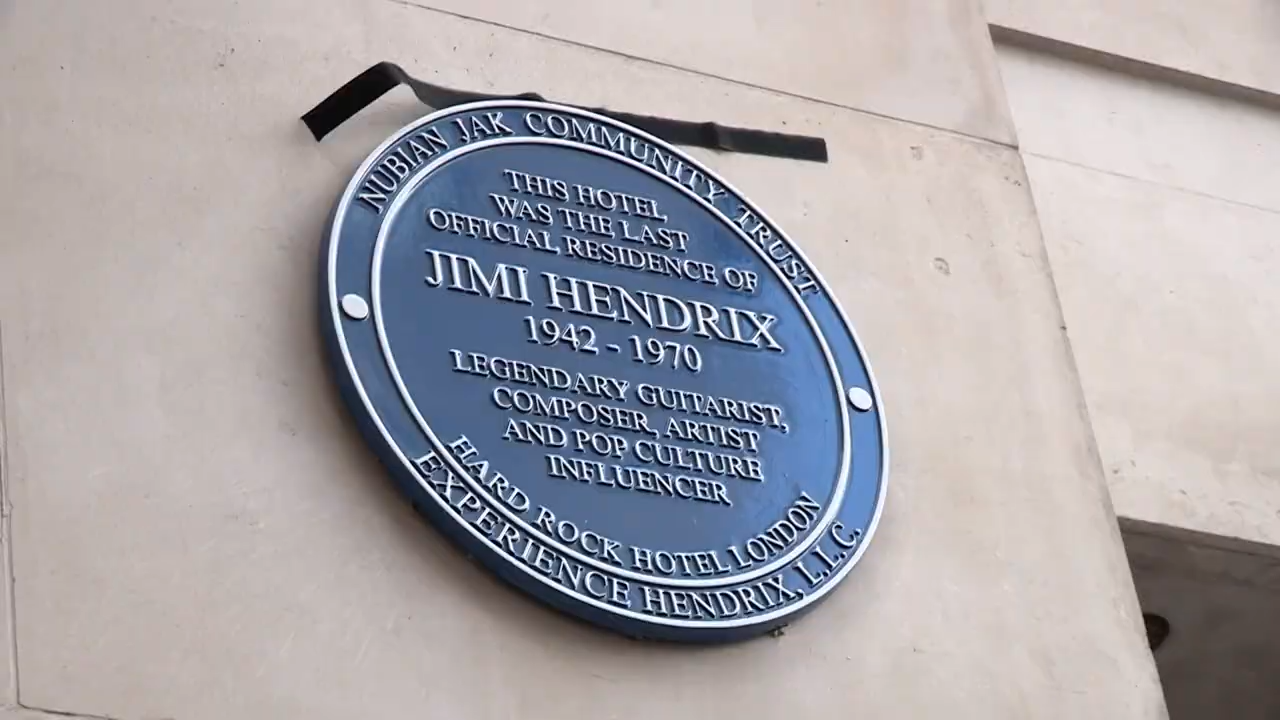 NUBIAN JAK COMMUNITY TRUST
THIS HOTEL
WAS THE LAST
OFFICIAL RESIDENCE OF
JIMI HENDRIX
1942 - 1970
LEGENDARY GUITARIST,
COMPOSER, ARTIST
AND POP CULTURE
INFLUENCER
HARD ROCK HOTEL LONDON
EXPERIENCE HENDRIX, L.L.C.